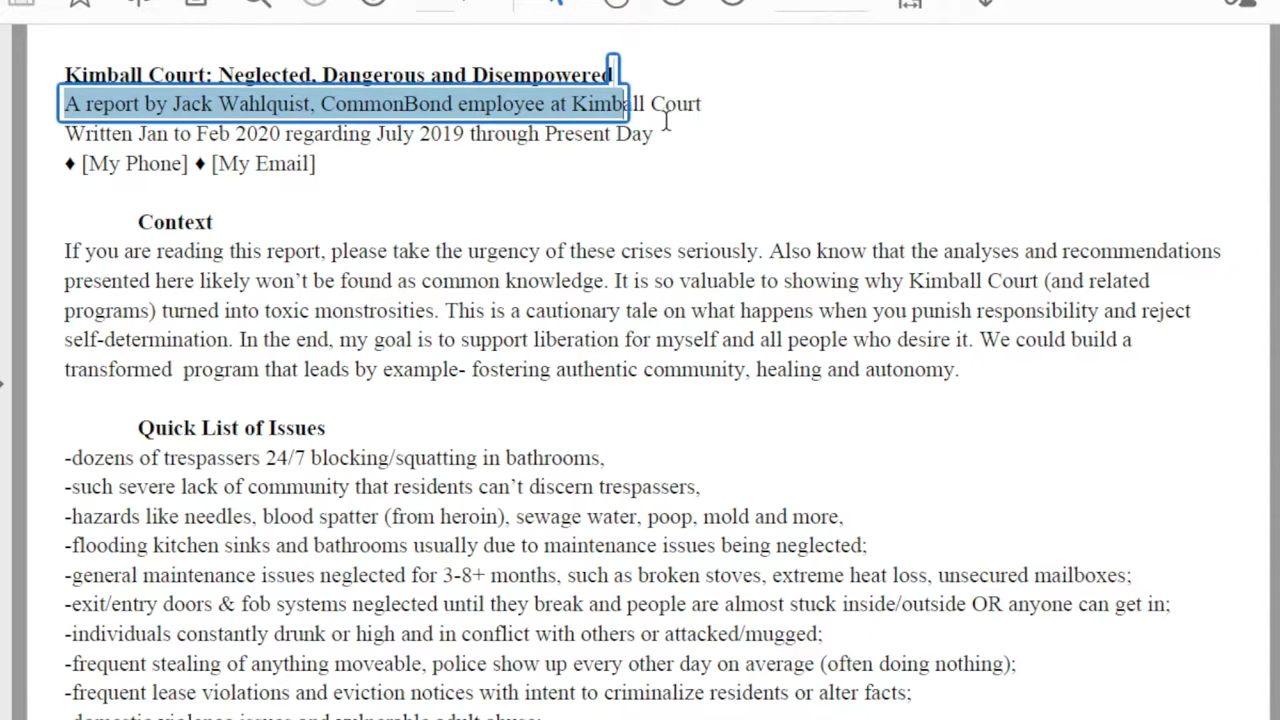 Kimball Court: Neglected, Dangerous and Disempowered
A report by Jack Wahlquist, CommonBond employee at Kimball Court
Written Jan to Feb 2020 regarding July 2019 through Present Day
♦ [My Phone] ♦ [My Email]
Context
If you are reading this report, please take the urgency of these crises seriously. Also know that the analyses and recommendations
presented here likely won’t be found as common knowledge. It is so valuable to showing why Kimball Court (and related
programs) turned into toxic monstrosities. This is a cautionary tale on what happens when you punish responsibility and reject
self-determination. In the end, my goal is to support liberation for myself and all people who desire it. We could build a
transformed  program that leads by example- fostering authentic community, healing and autonomy.
Quick List of Issues
-dozens of trespassers 24/7 blocking/squatting in bathrooms,
-such severe lack of community that residents can’t discern trespassers,
-hazards like needles, blood spatter (from heroin), sewage water, poop, mold and more,
-flooding kitchen sinks and bathrooms usually due to maintenance issues being neglected;
-general maintenance issues neglected for 3-8+ months, such as broken stoves, extreme heat loss, unsecured mailboxes;
-exit/entry doors & fob systems neglected until they break and people are almost stuck inside/outside OR anyone can get in;
-individuals constantly drunk or high and in conflict with others or attacked/mugged;
-frequent stealing of anything moveable, police show up every other day on average (often doing nothing);
-frequent lease violations and eviction notices with intent to criminalize residents or alter facts;
-domestic violence issues and vulnerable adult abuse;